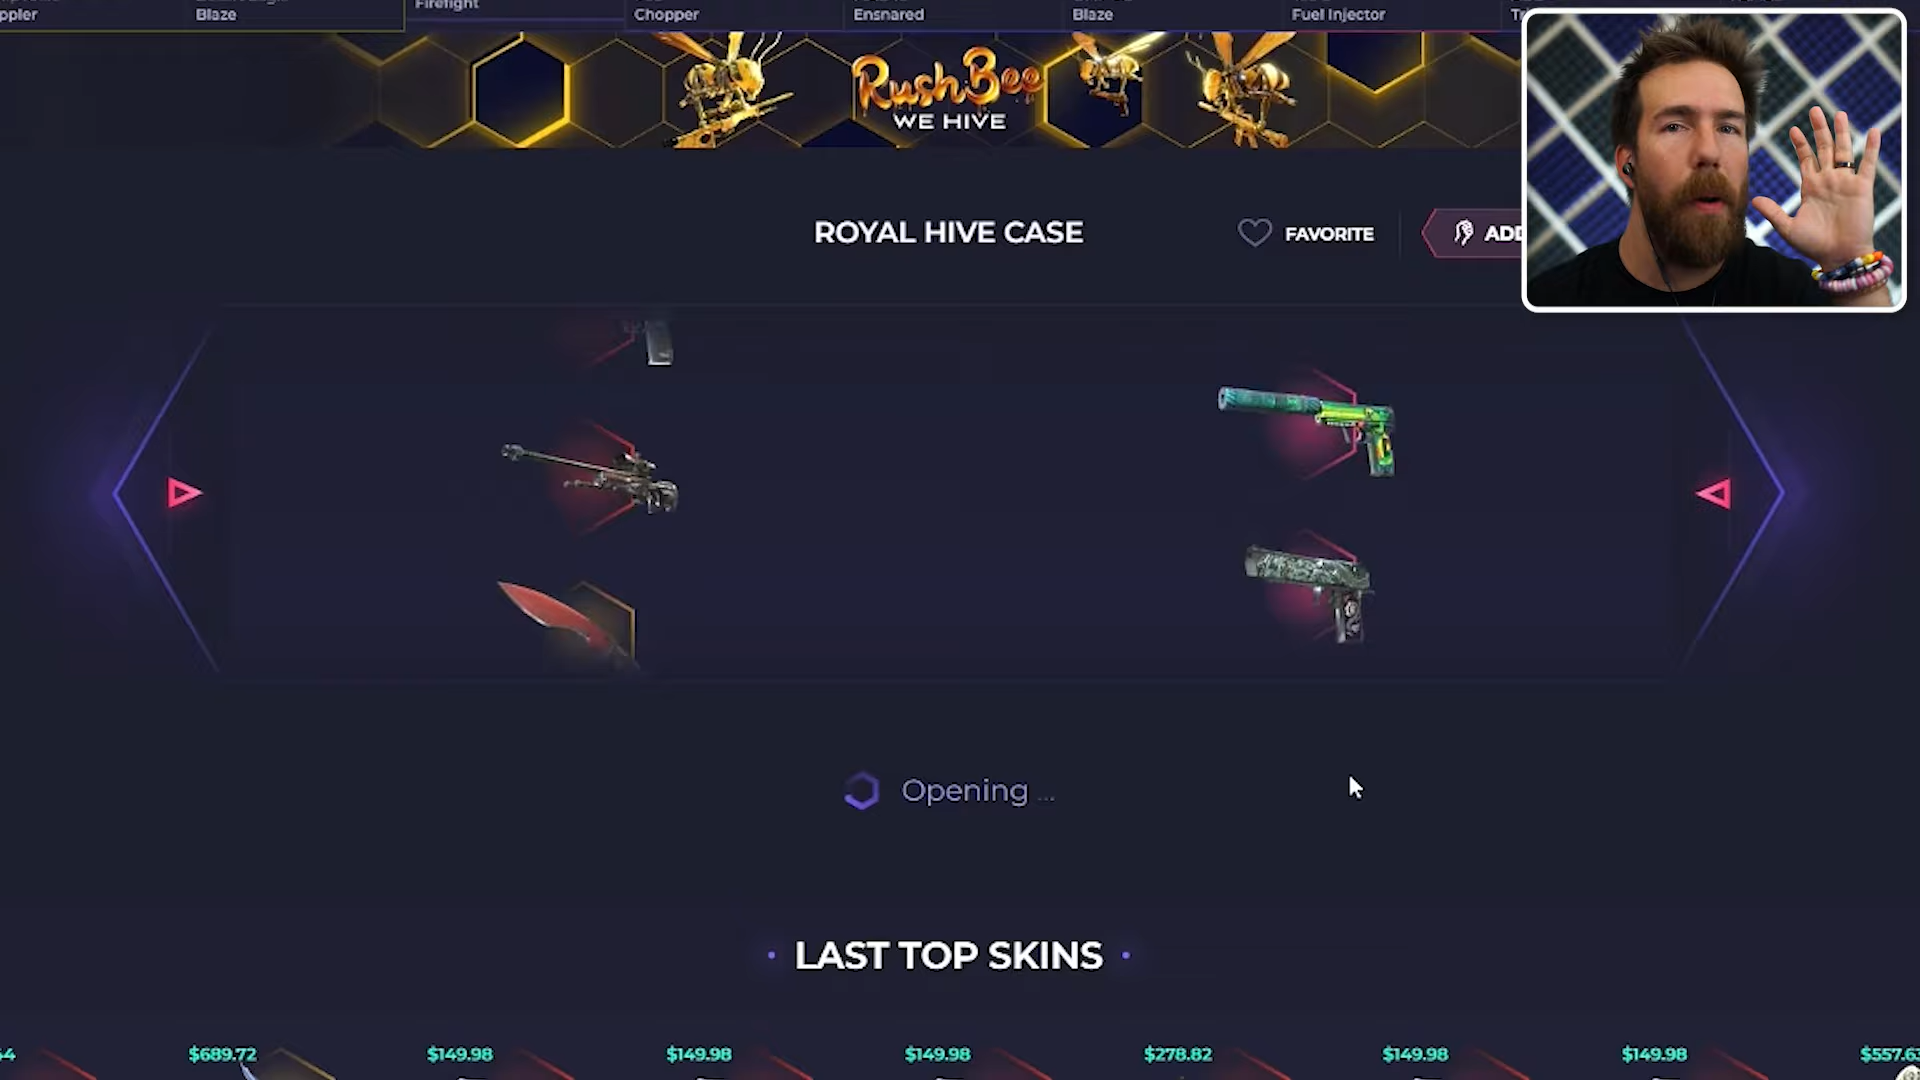 Blaze
Firefight
Chopper
Ensnared
Blaze
Fuel Injector
RushBee
WE HIVE
ROYAL HIVE CASE
FAVORITE
ADD
Opening ...
LAST TOP SKINS
$689.72
$149.98
$149.98
$149.98
$278.82
$149.98
$149.98